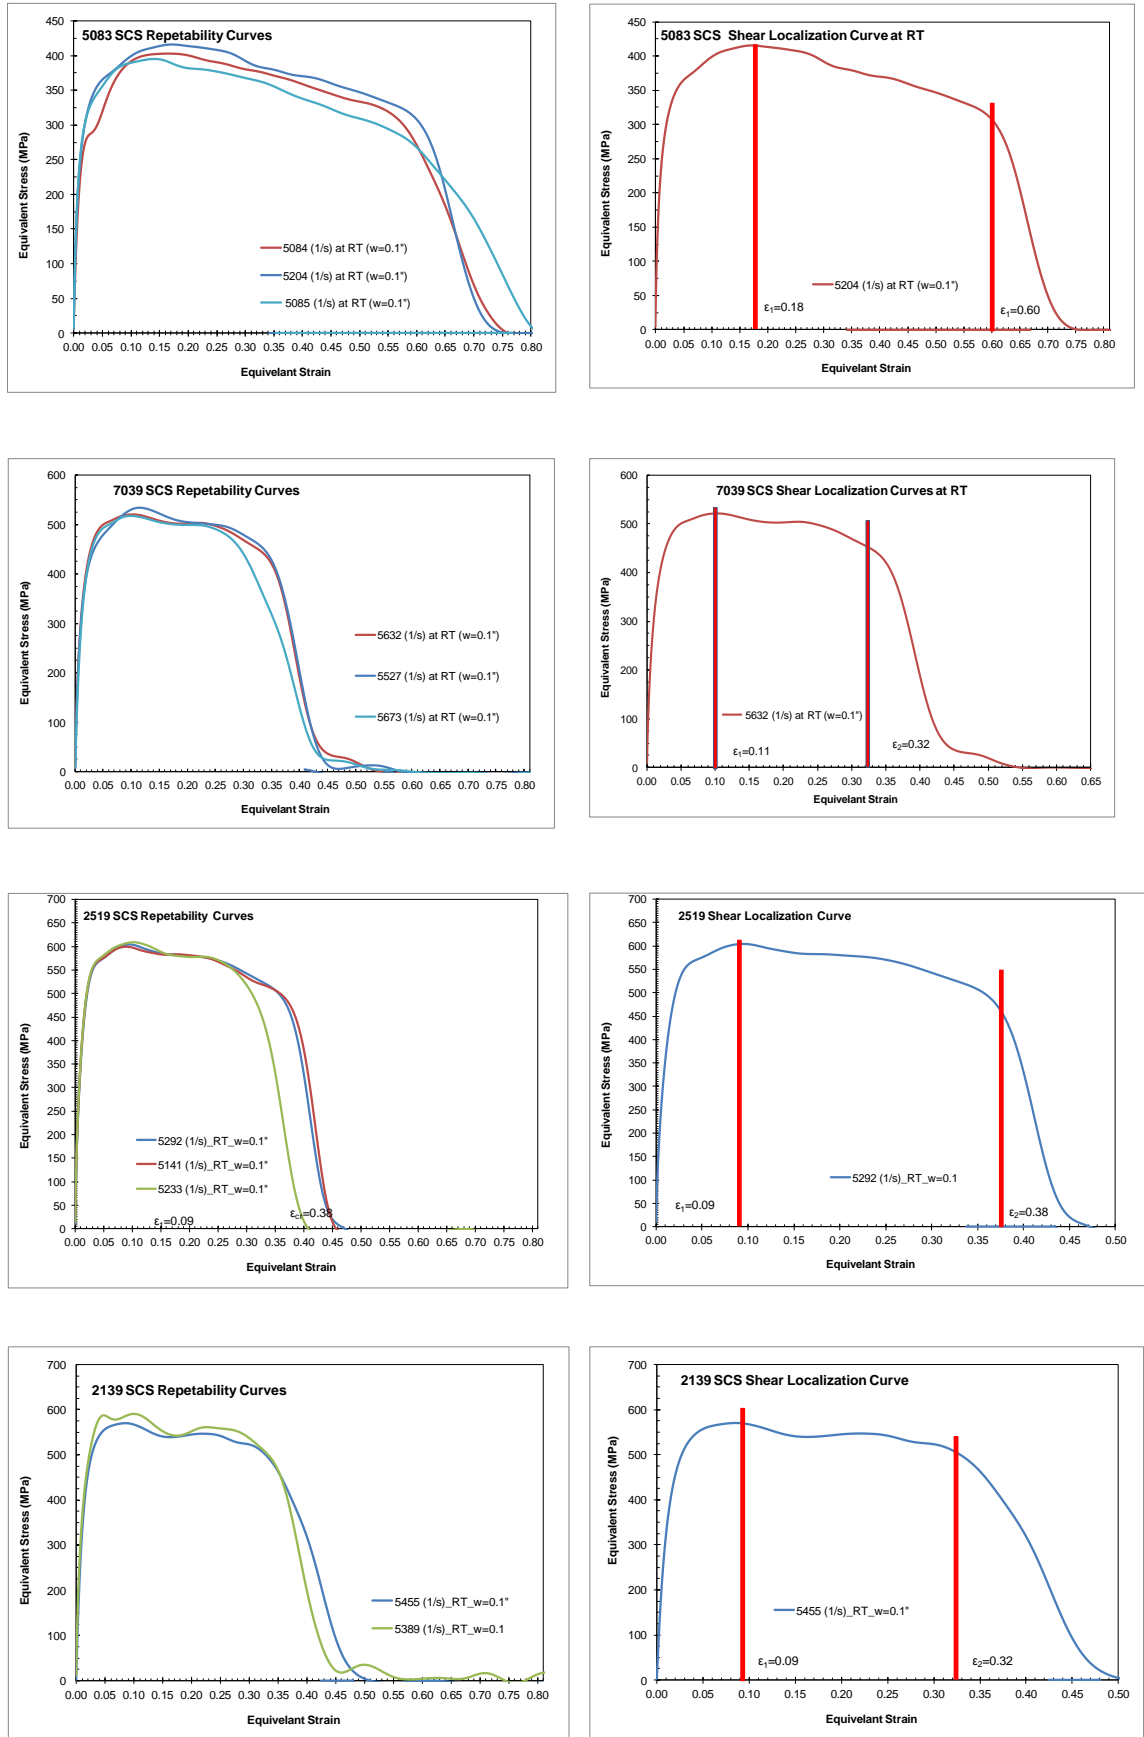 5083 SCS Repetability Curves
450
400
350
300
250
200
150
100
50
0
Equivalent Stress (MPa)
5084 (1/s) at RT (w=0.1")
5204 (1/s) at RT (w=0.1")
5085 (1/s) at RT (w=0.1")
0.00 0.05 0.10 0.15 0.20 0.25 0.30 0.35 0.40 0.45 0.50 0.55 0.60 0.65 0.70 0.75 0.80
Equivelant Strain
5083 SCS Shear Localization Curve at RT
450
400
350
300
250
200
150
100
50
0
Equivalent Stress (MPa)
5204 (1/s) at RT (w=0.1")
ε1=0.18
ε1=0.60
0.00 0.05 0.10 0.15 0.20 0.25 0.30 0.35 0.40 0.45 0.50 0.55 0.60 0.65 0.70 0.75 0.80
Equivelant Strain
7039 SCS Repetability Curves
600
500
400
300
200
100
0
Equivalent Stress (MPa)
5632 (1/s) at RT (w=0.1")
5527 (1/s) at RT (w=0.1")
5673 (1/s) at RT (w=0.1")
0.00 0.05 0.10 0.15 0.20 0.25 0.30 0.35 0.40 0.45 0.50 0.55 0.60 0.65 0.70 0.75 0.80
Equivelant Strain
7039 SCS Shear Localization Curves at RT
600
500
400
300
200
100
0
Equivalent Stress (MPa)
5632 (1/s) at RT (w=0.1")
ε1=0.11
ε2=0.32
0.00 0.05 0.10 0.15 0.20 0.25 0.30 0.35 0.40 0.45 0.50 0.55 0.60 0.65
Equivelant Strain
2519 SCS Repetability Curves
700
650
600
550
500
450
400
350
300
250
200
150
100
50
0
Equivalent Stress (MPa)
5292 (1/s)_RT_w=0.1"
5141 (1/s)_RT_w=0.1"
5233 (1/s)_RT_w=0.1"
ε1=0.09
=0.38
0.00 0.05 0.10 0.15 0.20 0.25 0.30 0.35 0.40 0.45 0.50 0.55 0.60 0.65 0.70 0.75 0.80
Equivelant Strain
2519 Shear Localization Curve
700
650
600
550
500
450
400
350
300
250
200
150
100
50
0
Equivalent Stress (MPa)
5292 (1/s)_RT_w=0.1
ε1=0.09
ε2=0.38
0.00 0.05 0.10 0.15 0.20 0.25 0.30 0.35 0.40 0.45 0.50
Equivelant Strain
2139 SCS Repetability Curves
700
600
500
400
300
200
100
0
Equivalent Stress (MPa)
5455 (1/s)_RT_w=0.1"
5389 (1/s)_RT_w=0.1
0.00 0.05 0.10 0.15 0.20 0.25 0.30 0.35 0.40 0.45 0.50 0.55 0.60 0.65 0.70 0.75 0.80
Equivelant Strain
2139 SCS Shear Localization Curve
700
600
500
400
300
200
100
0
Equivalent Stress (MPa)
5455 (1/s)_RT_w=0.1"
ε1=0.09
ε2=0.32
0.00 0.05 0.10 0.15 0.20 0.25 0.30 0.35 0.40 0.45 0.50
Equivelant Strain